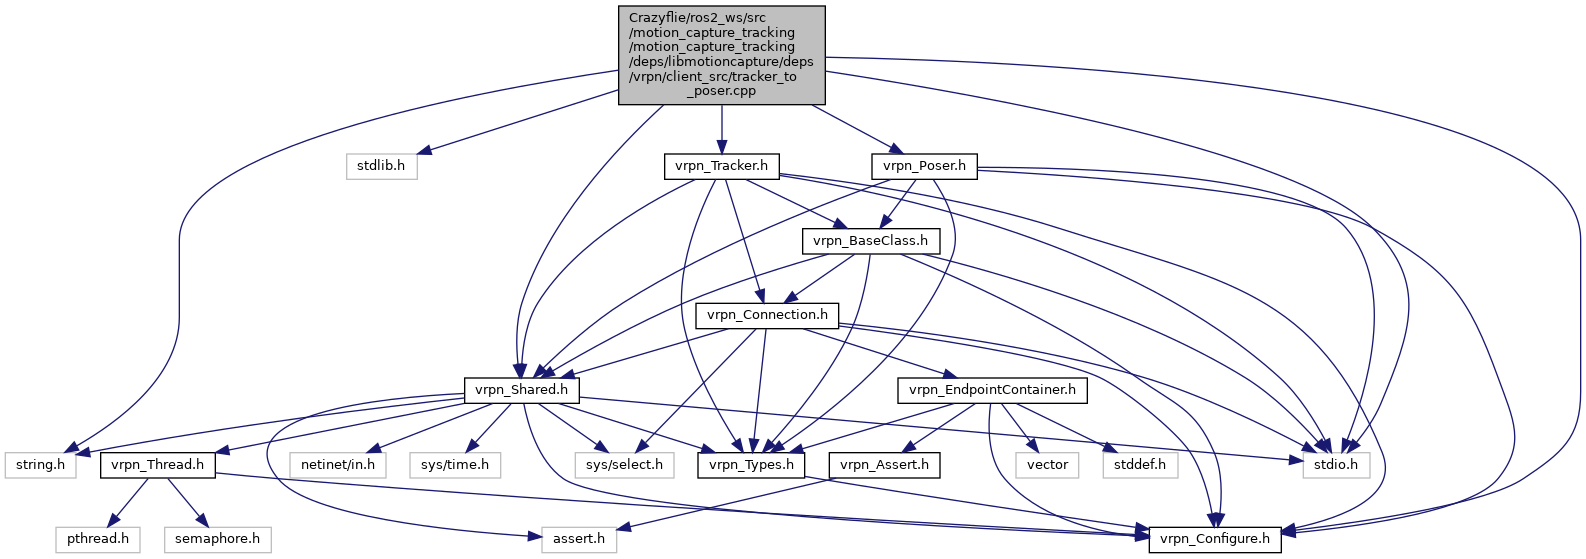 Crazyflie/ros2_ws/src
/motion_capture_tracking
/motion_capture_tracking
/deps/libmotioncapture/deps
/vrpn/client_src/tracker_to
_poser.cpp
stdlib.h
vrpn_Tracker.h
vrpn_Poser.h
vrpn_BaseClass.h
vrpn_Connection.h
vrpn_Shared.h
vrpn_EndpointContainer.h
string.h
vrpn_Thread.h
netinet/in.h
sys/time.h
sys/select.h
vrpn_Types.h
vrpn_Assert.h
vector
stddef.h
stdio.h
pthread.h
semaphore.h
assert.h
vrpn_Configure.h